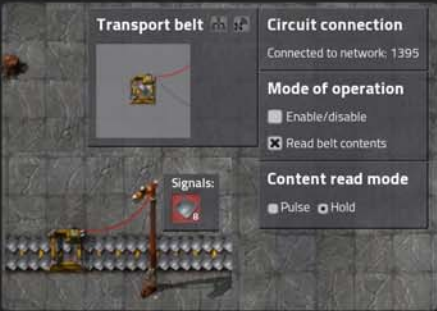 Transport belt
Circuit connection
Connected to network: 1395
Mode of operation
Enable/disable
Read belt contents
Content read mode
Pulse Hold
Signals:
8